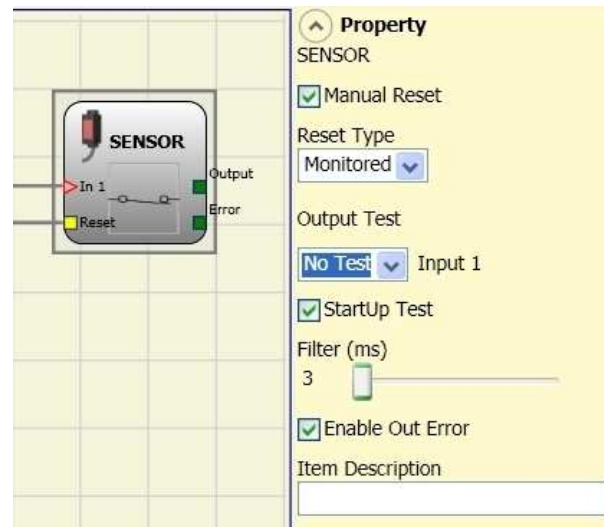 SENSOR
In 1
Output
Reset
Error
Property
SENSOR
Manual Reset
Reset Type
Monitored
Output Test
No Test Input 1
StartUp Test
Filter (ms)
3
Enable Out Error
Item Description